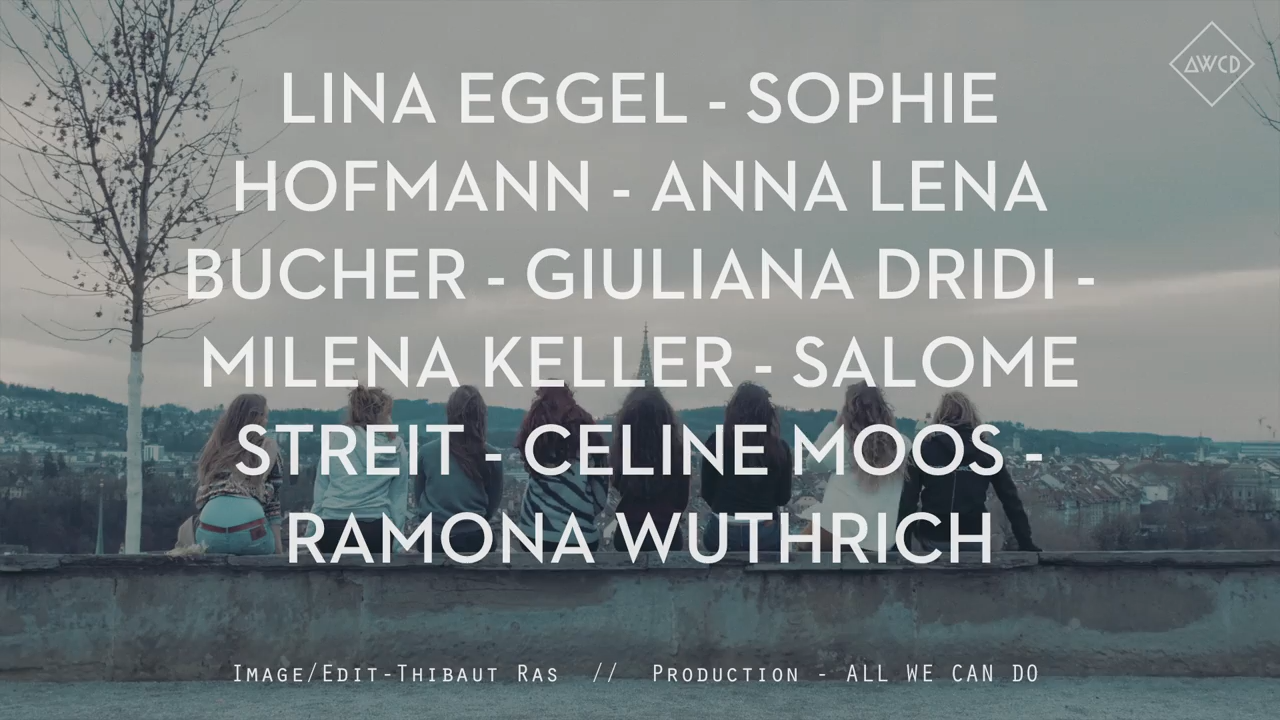 AWCD
LINA EGGEL - SOPHIE
HOFMANN - ANNA LENA
BUCHER - GIULIANA DRIDI -
MILENA KELLER - SALOME
STREIT - CELINE MOOS -
RAMONA WUTHRICH
Image/Edit-Thibaut Ras // Production - ALL WE CAN DO